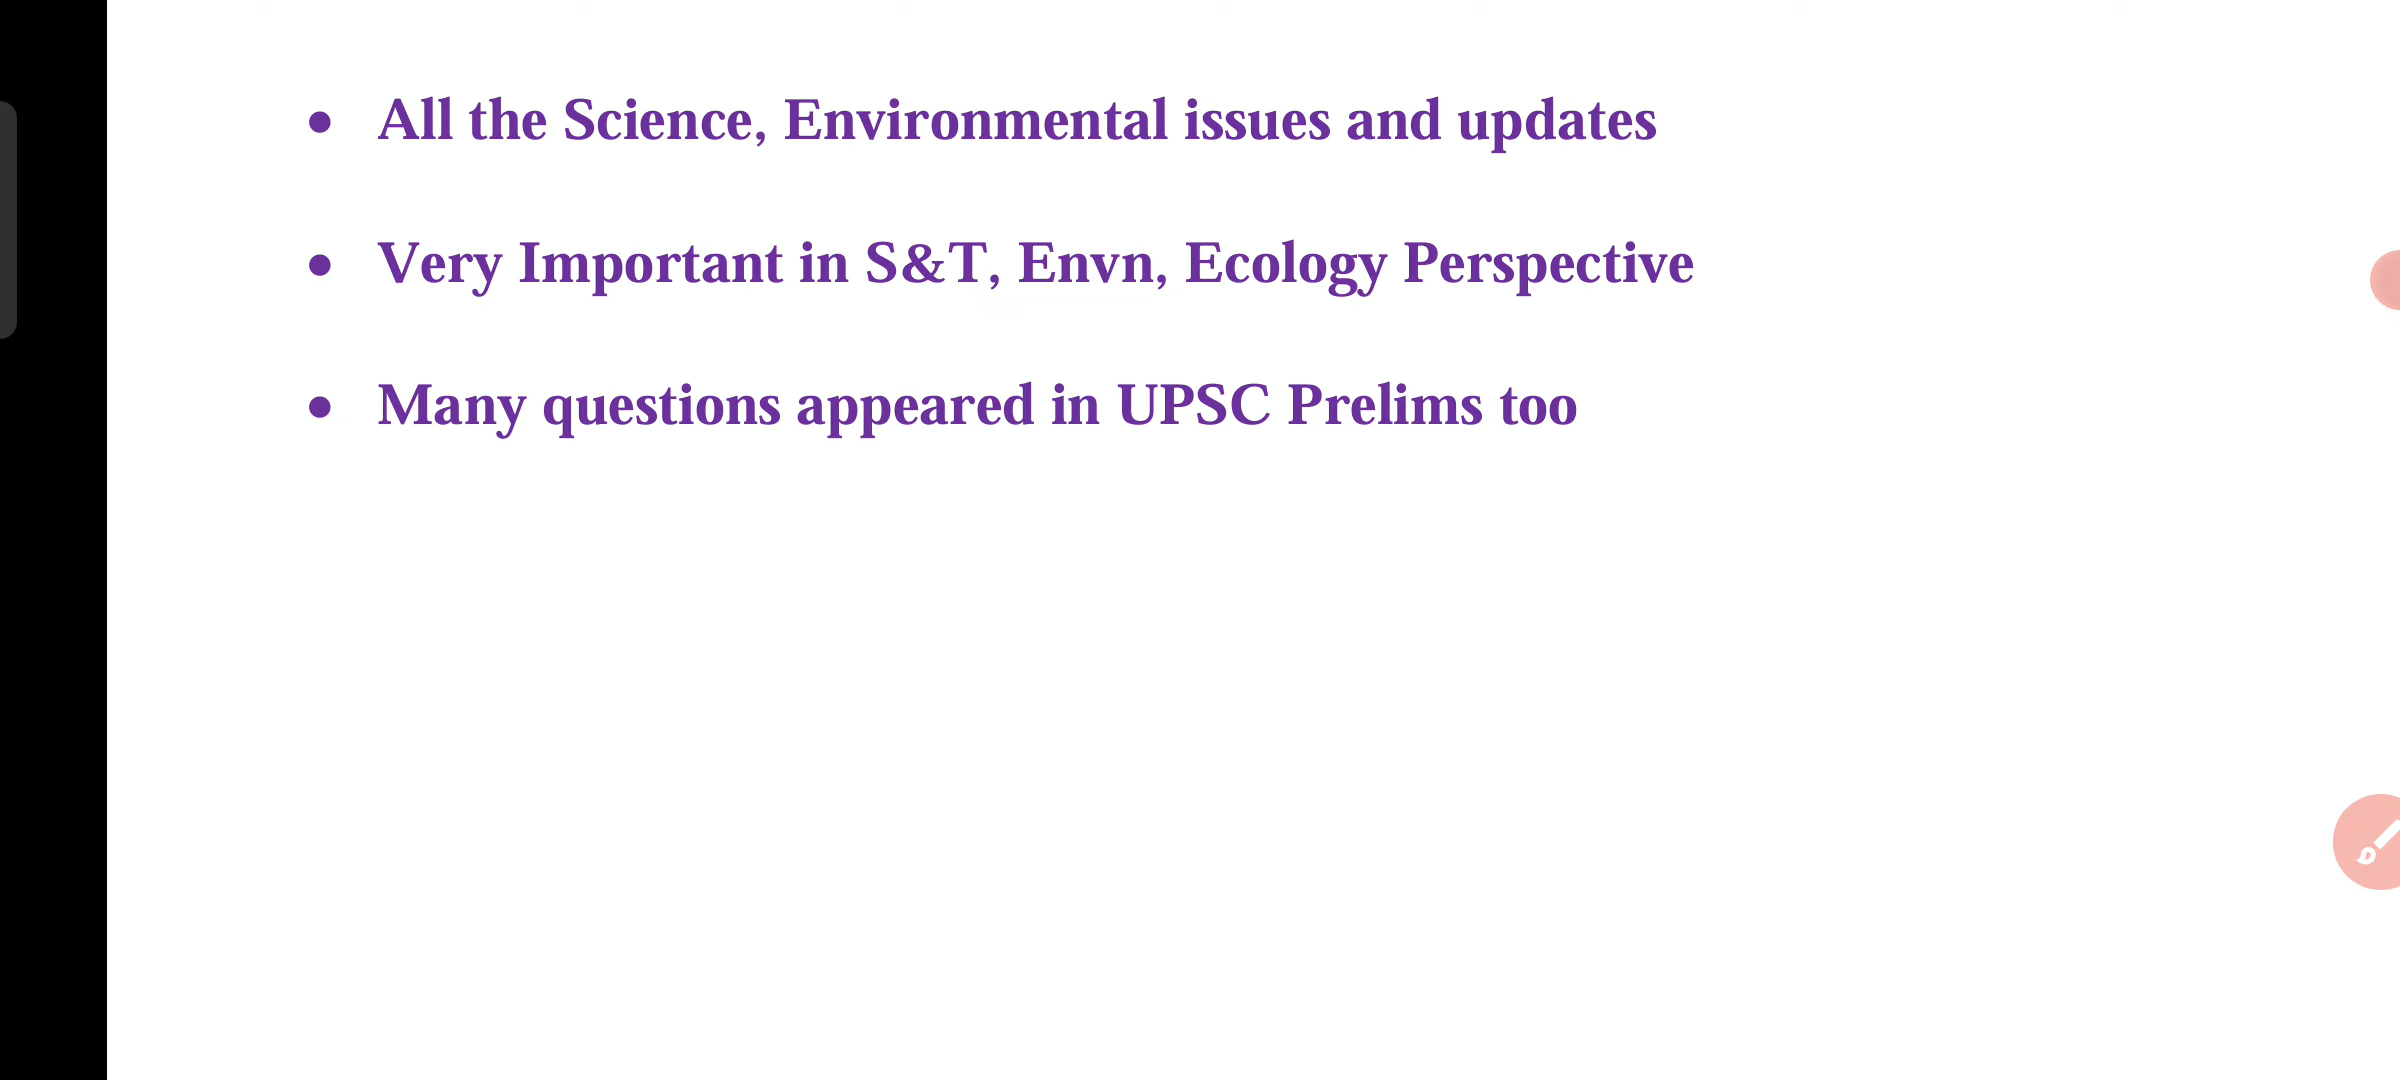 • All the Science, Environmental issues and updates
• Very Important in S&T, Envn, Ecology Perspective
• Many questions appeared in UPSC Prelims too